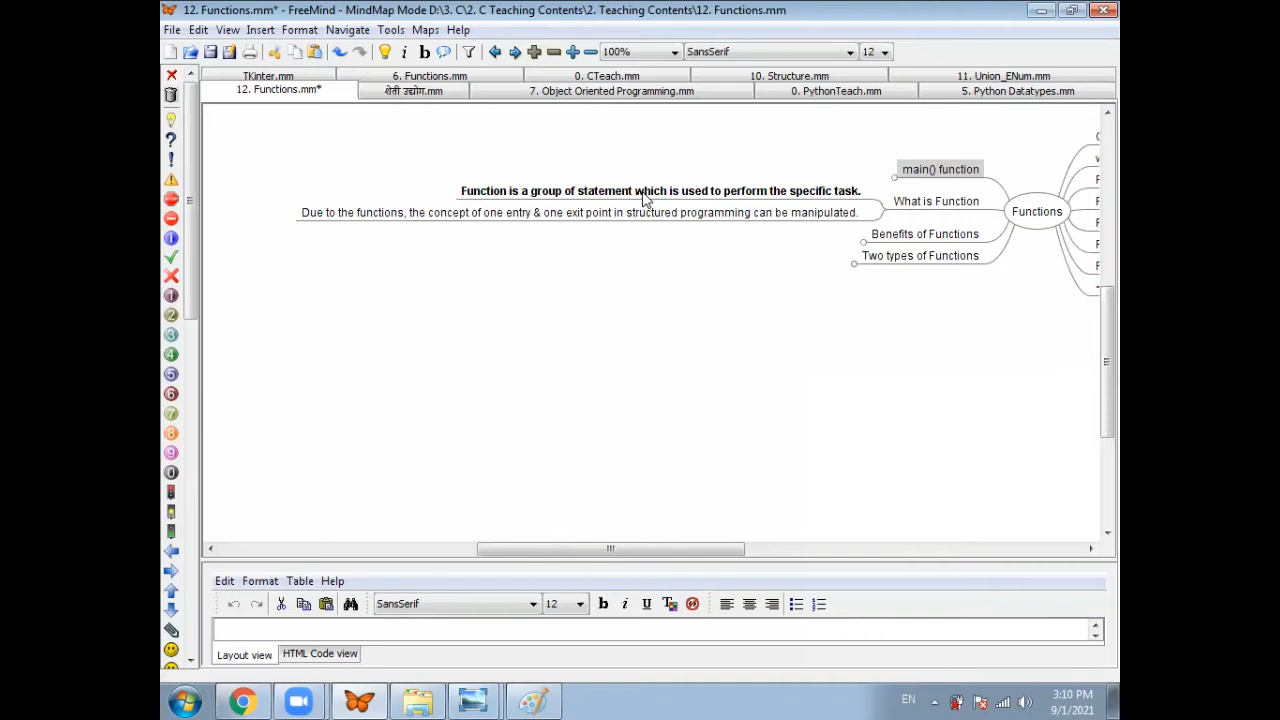 12. Functions.mm* - FreeMind - MindMap Mode D:\3. C\2. C Teaching Contents\2. Teaching Contents\12. Functions.mm
File Edit View Insert Format Navigate Tools Maps Help
100% SansSerif 12
TKinter.mm 6. Functions.mm 0. CTeach.mm 10. Structure.mm 11. Union_ENum.mm
12. Functions.mm* शेती उद्योग.mm 7. Object Oriented Programming.mm 0. PythonTeach.mm 5. Python Datatypes.mm
main() function
Function is a group of statement which is used to perform the specific task.
What is Function
Due to the functions, the concept of one entry & one exit point in structured programming can be manipulated.
Functions
Benefits of Functions
Two types of Functions
Edit Format Table Help
SansSerif 12 b i U
Layout view HTML Code view
EN
3:10 PM
9/1/2021